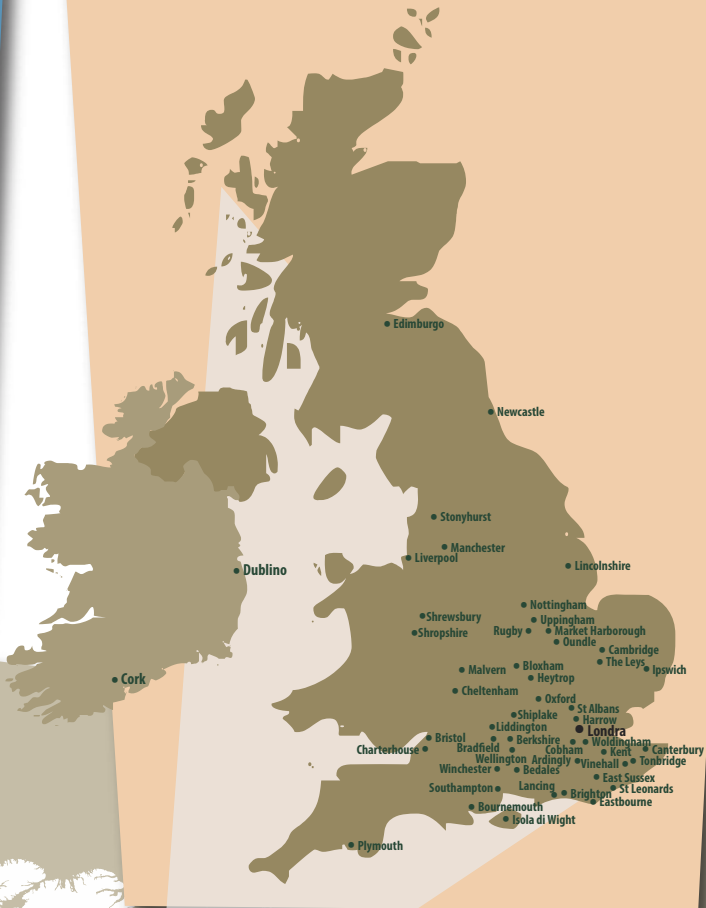 Edimburgo
Newcastle
Stonyhurst
Manchester
Liverpool
Lincolnshire
Dublino
Nottingham
Shrewsbury
Uppingham
Shropshire
Rugby
Market Harborough
Oundle
Cambridge
The Leys
Bloxham
Malvern
Ipswich
Heytrop
Cork
Cheltenham
Oxford
St Albans
Shiplake
Harrow
Liddington
Londra
Bristol
Berkshire
Woldingham
Charterhouse
Bradfield
Cobham
Kent
Canterbury
Wellington
Ardingly
Vinehall
Tonbridge
Winchester
Bedales
East Sussex
Southampton
Lancing
St Leonards
Brighton
Eastbourne
Bournemouth
Isola di Wight
Plymouth